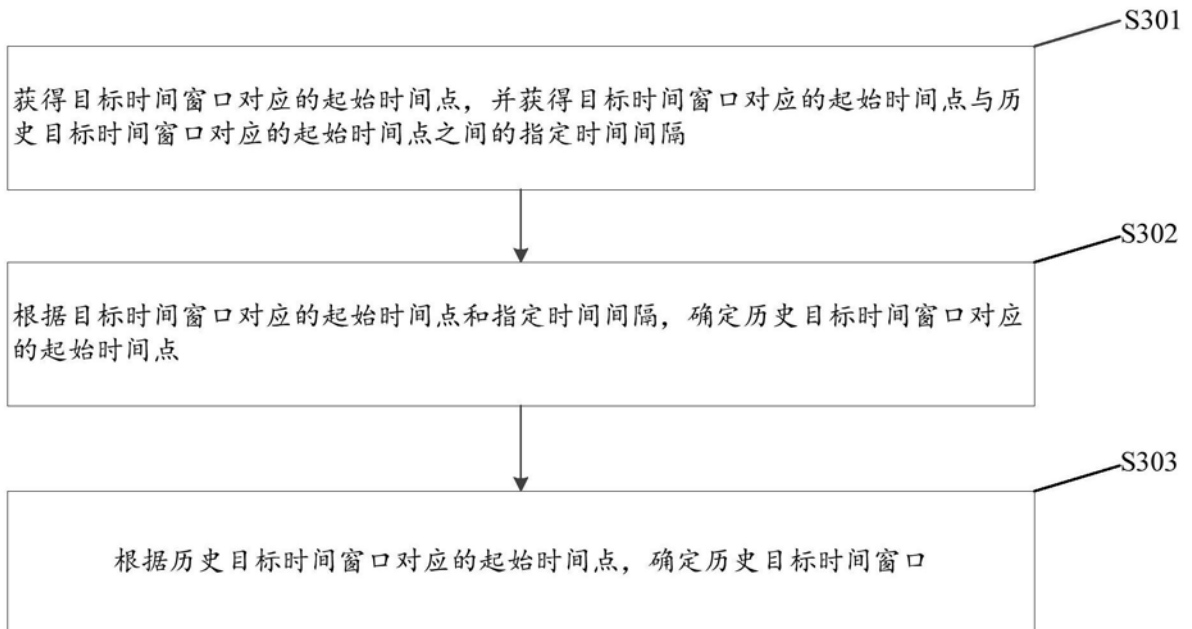 S301
获得目标时间窗口对应的起始时间点，并获得目标时间窗口对应的起始时间点与历
史目标时间窗口对应的起始时间点之间的指定时间间隔
S302
根据目标时间窗口对应的起始时间点和指定时间间隔，确定历史目标时间窗口对应
的起始时间点
S303
根据历史目标时间窗口对应的起始时间点，确定历史目标时间窗口